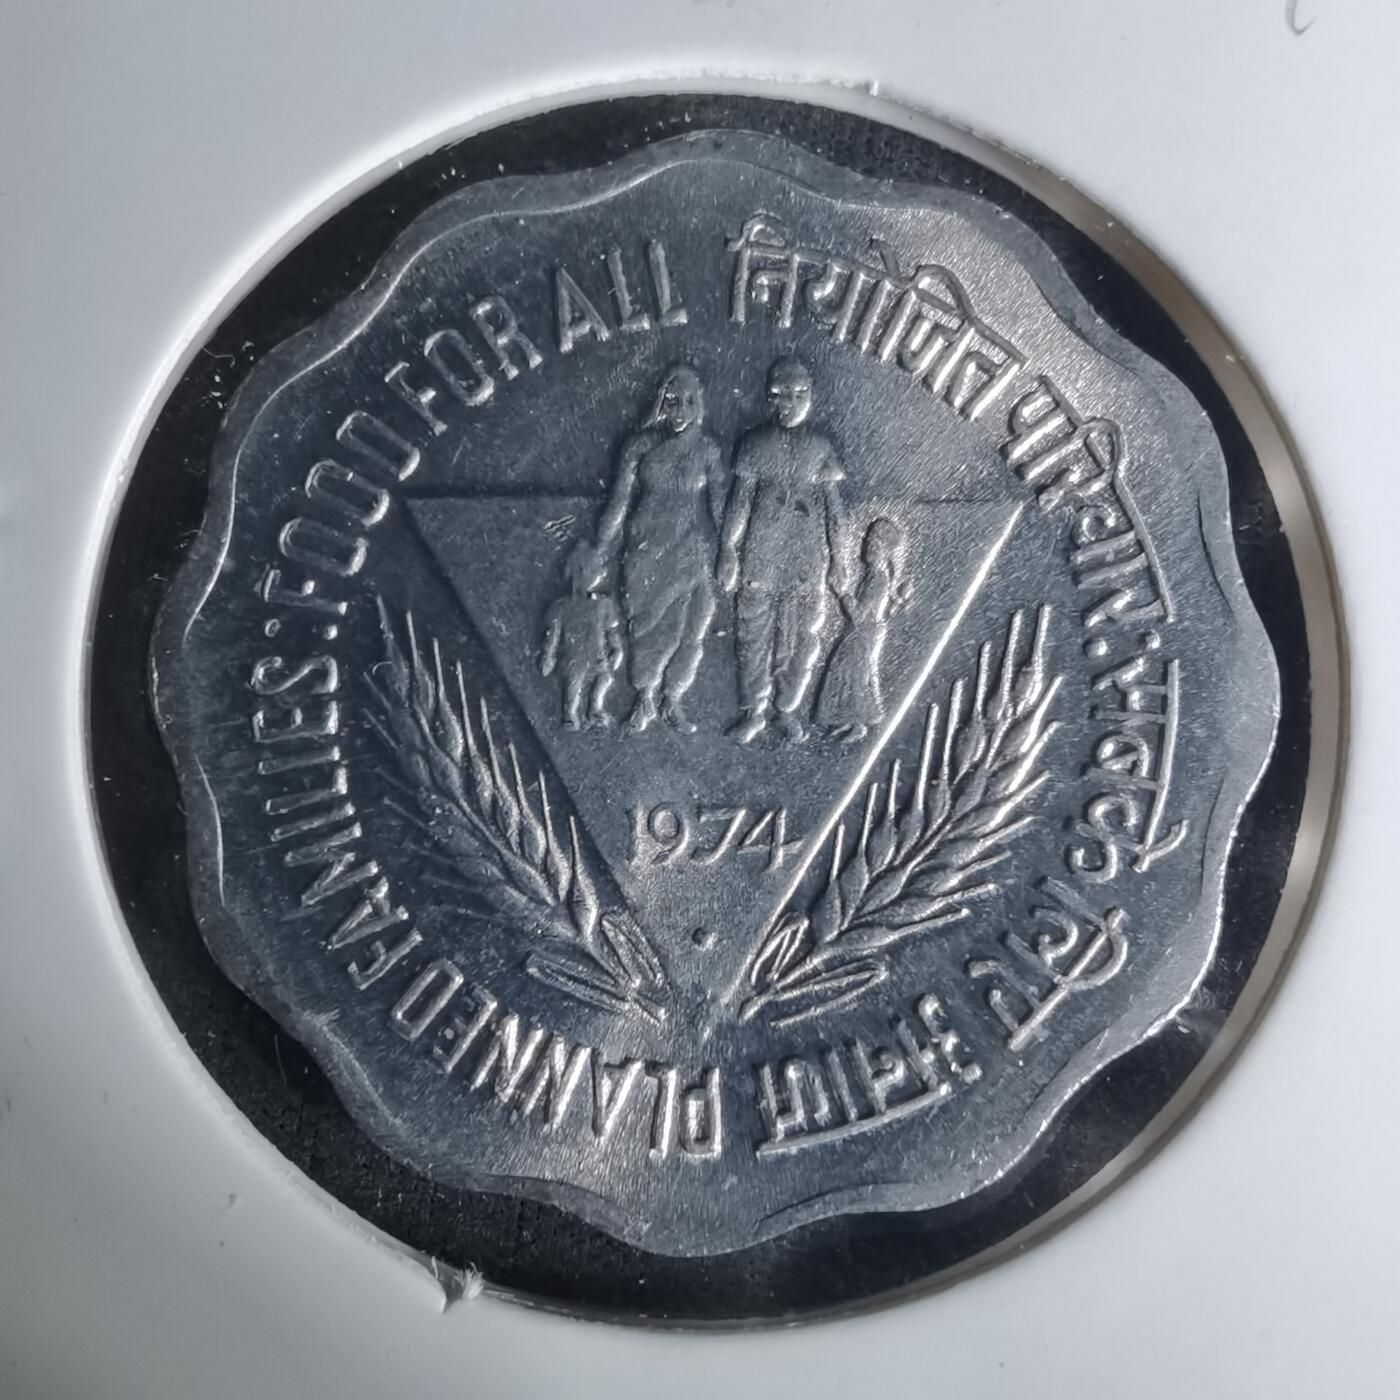 PLANNED FAMILIES: FOOD FOR ALL
नियोजित परिवार: सबके लिए अनाज
1974